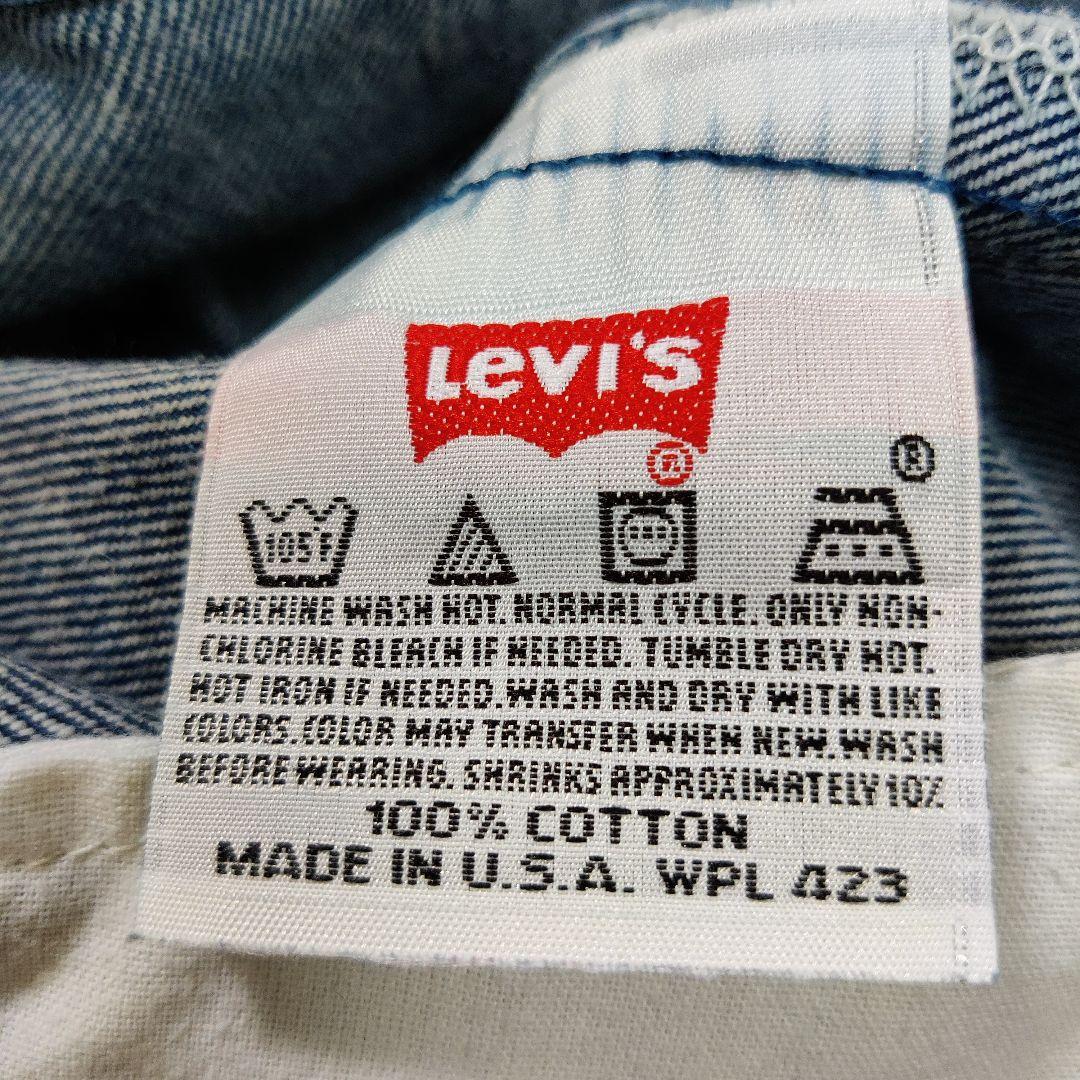 Levi's
®
®
105F
MACHINE WASH HOT. NORMAL CYCLE. ONLY NON-
CHLORINE BLEACH IF NEEDED. TUMBLE DRY HOT.
HOT IRON IF NEEDED. WASH AND DRY WITH LIKE
COLORS. COLOR MAY TRANSFER WHEN NEW. WASH
BEFORE WEARING. SHRINKS APPROXIMATELY 10%
100% COTTON
MADE IN U.S.A. WPL 423